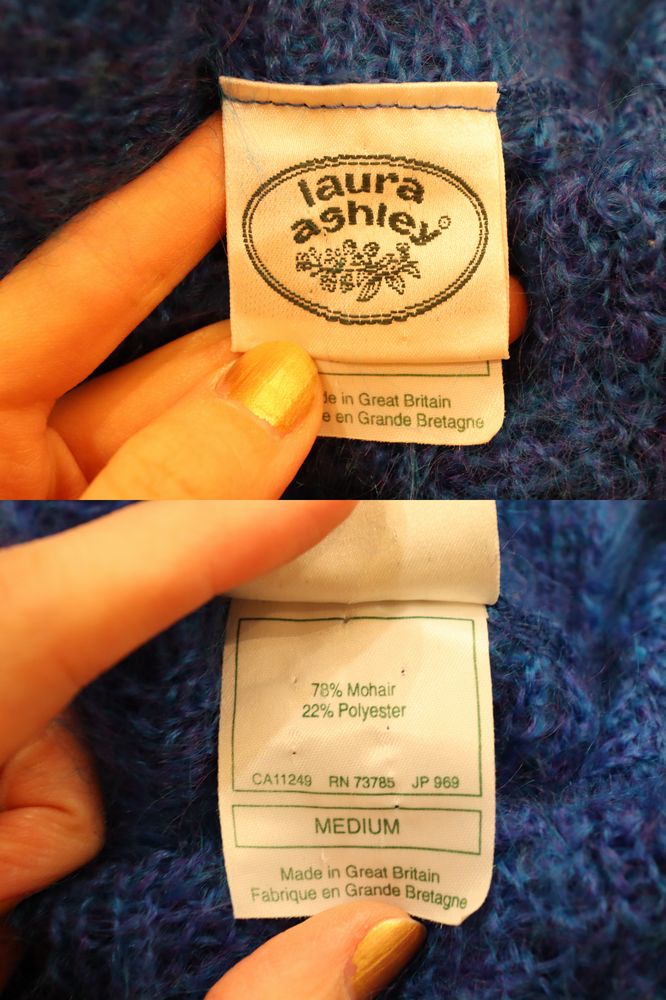 laura
ashley
de in Great Britain
e en Grande Bretagne
78% Mohair
22% Polyester
CA11249 RN 73785 JP 969
MEDIUM
Made in Great Britain
Fabrique en Grande Bretagne